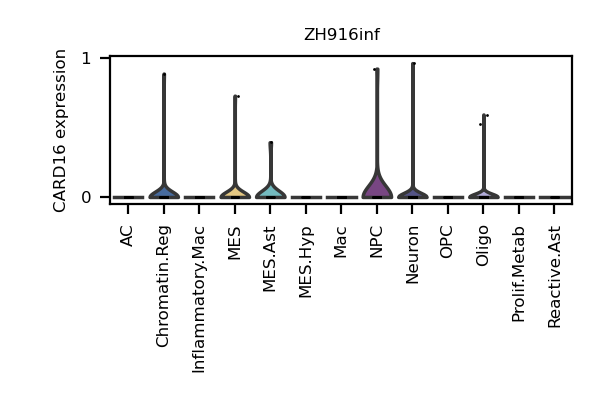 ZH916inf
CARD16 expression
1
0
AC
Chromatin.Reg
Inflammatory.Mac
MES
MES.Ast
MES.Hyp
Mac
NPC
Neuron
OPC
Oligo
Prolif.Metab
Reactive.Ast